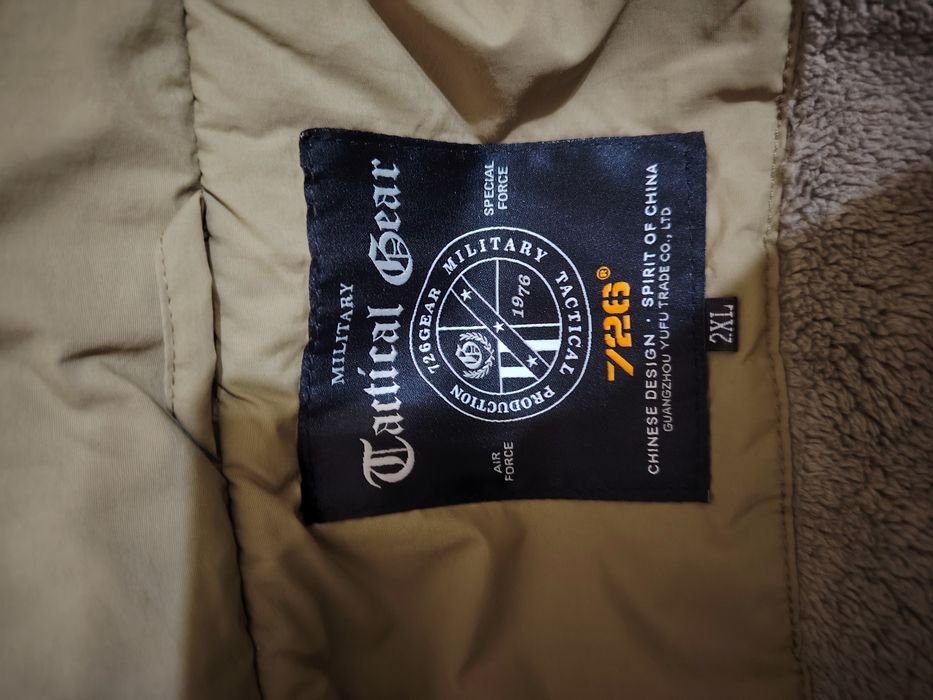 MILITARY
Tactical Gear
AIR
FORCE
SPECIAL
FORCE
726GEAR MILITARY TACTICAL PRODUCTION
1976
G
726®
CHINESE DESIGN · SPIRIT OF CHINA
GUANGZHOU YUFU TRADE CO., LTD
2XL